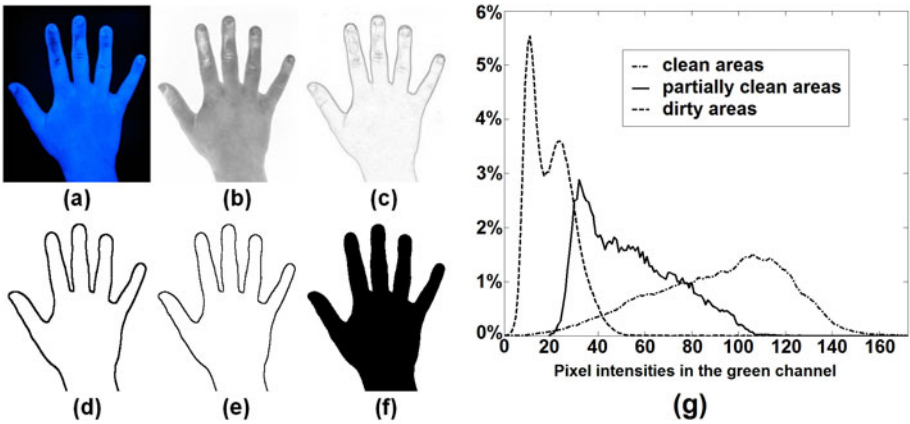 (a)
(b)
(c)
(d)
(e)
(f)
6%
5%
4%
3%
2%
1%
0%
clean areas
partially clean areas
dirty areas
0 20 40 60 80 100 120 140 160
Pixel intensities in the green channel
(g)